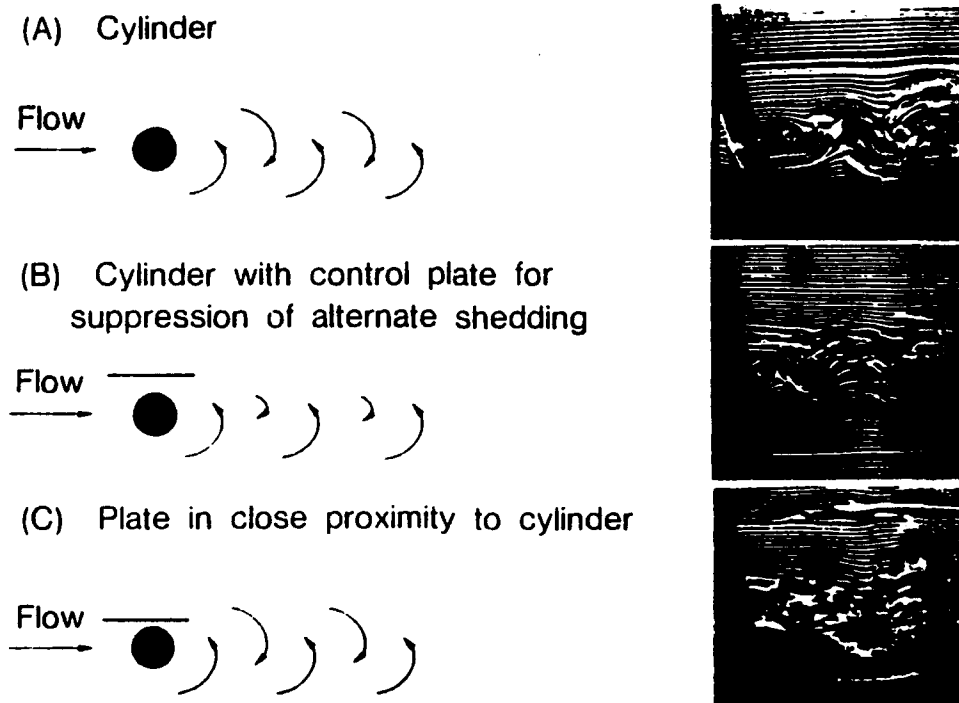 (A) Cylinder
Flow
(B) Cylinder with control plate for
suppression of alternate shedding
Flow
(C) Plate in close proximity to cylinder
Flow